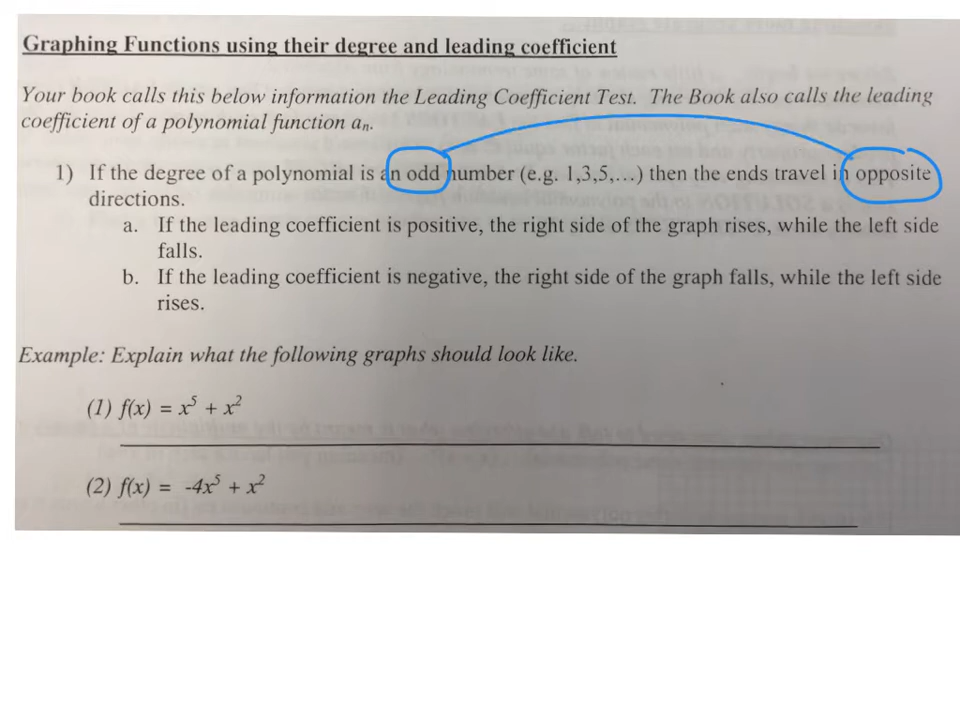 Graphing Functions using their degree and leading coefficient
Your book calls this below information the Leading Coefficient Test. The Book also calls the leading
coefficient of a polynomial function aₙ.
1) If the degree of a polynomial is an odd number (e.g. 1,3,5,…) then the ends travel in opposite
directions.
a. If the leading coefficient is positive, the right side of the graph rises, while the left side
falls.
b. If the leading coefficient is negative, the right side of the graph falls, while the left side
rises.
Example: Explain what the following graphs should look like.
(1) f(x) = x⁵ + x²
(2) f(x) = -4x⁵ + x²